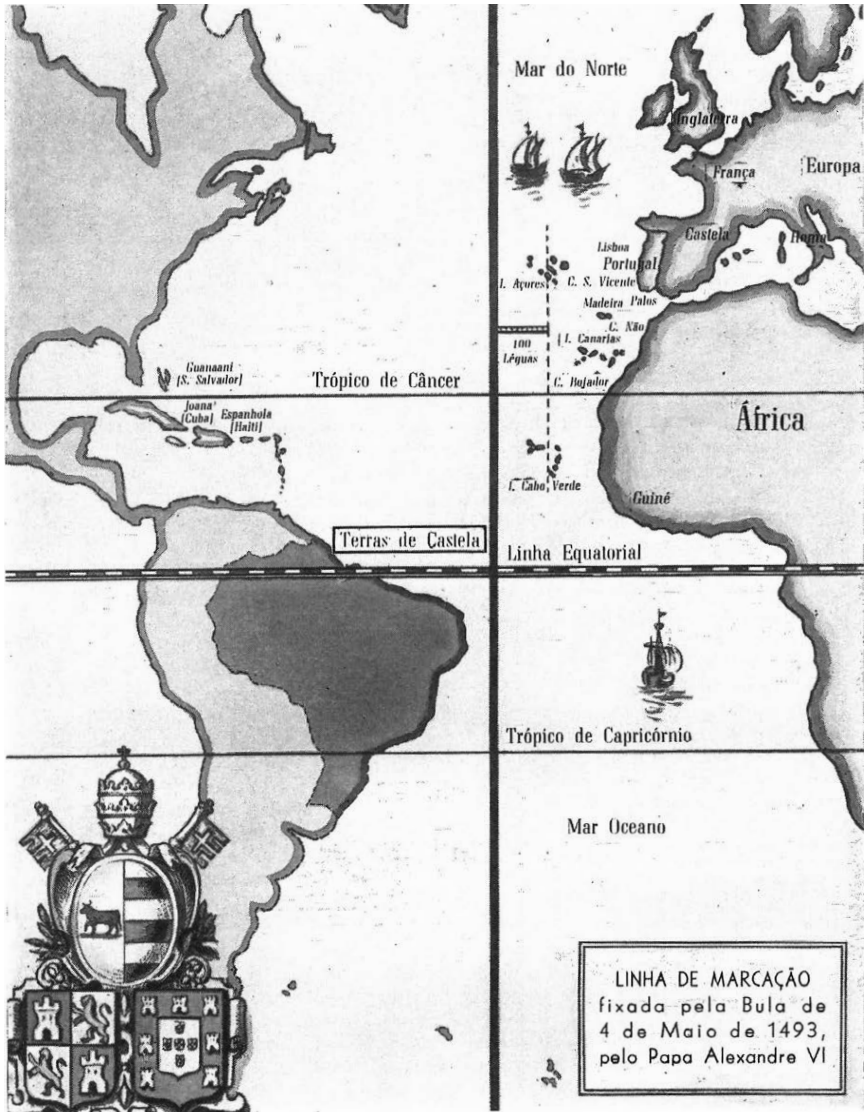 Mar do Norte
Inglaterra
França
Europa
Castela
Roma
Lisboa
Portugal
I. Açores
C. S. Vicente
Madeira
Palos
C. Não
I. Canarias
100
Léguas
C. Bojador
Guanaani
[S. Salvador]
Trópico de Câncer
Joana
[Cuba]
Espanhola
[Haiti]
África
I. Cabo Verde
Guiné
Terras de Castela
Linha Equatorial
Trópico de Capricórnio
Mar Oceano
LINHA DE MARCAÇÃO
fixada pela Bula de
4 de Maio de 1493,
pelo Papa Alexandre VI